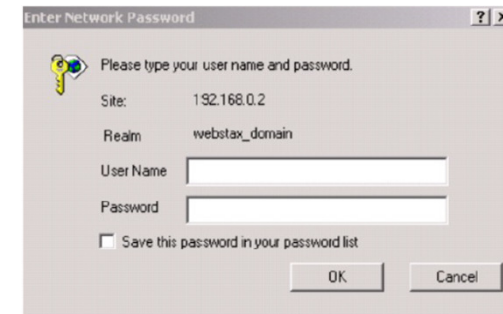 Enter Network Password
Please type your user name and password.
Site: 192.168.0.2
Realm webstax_domain
User Name
Password
Save this password in your password list
OK Cancel